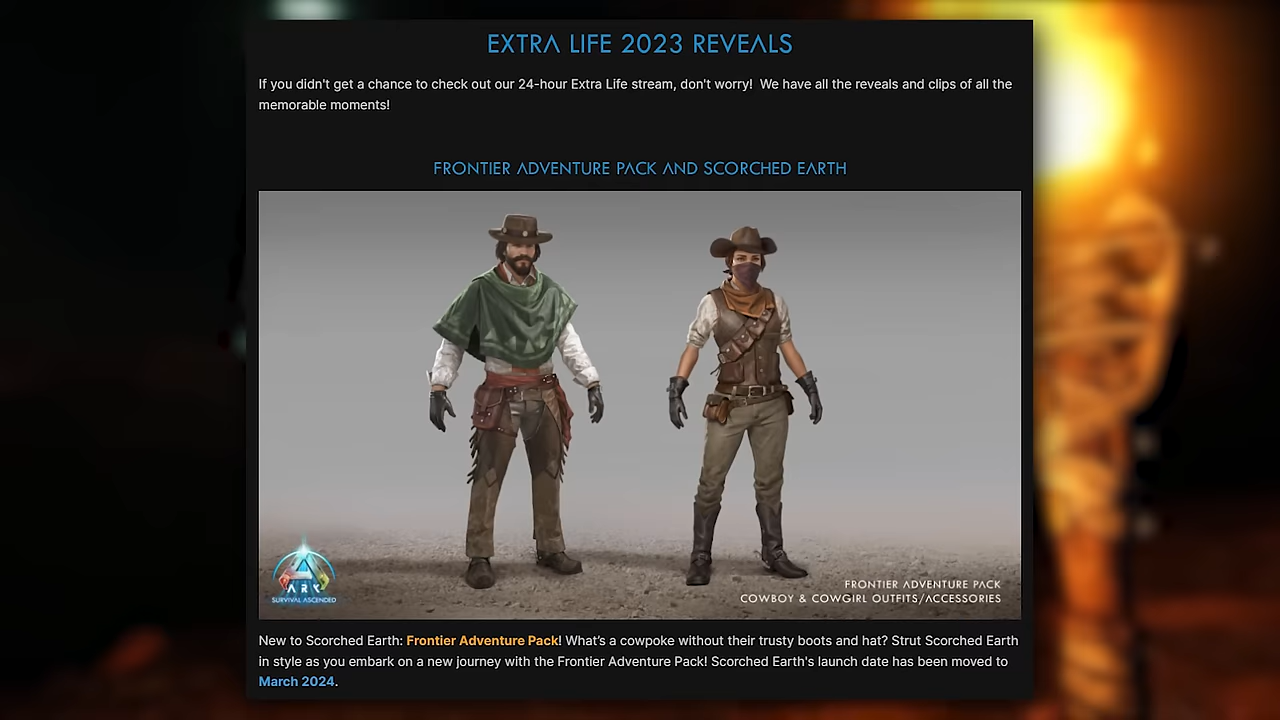 EXTRA LIFE 2023 REVEALS
If you didn't get a chance to check out our 24-hour Extra Life stream, don't worry!  We have all the reveals and clips of all the
memorable moments!
FRONTIER ADVENTURE PACK AND SCORCHED EARTH
ARK
SURVIVAL ASCENDED
FRONTIER ADVENTURE PACK
COWBOY & COWGIRL OUTFITS/ACCESSORIES
New to Scorched Earth: Frontier Adventure Pack! What's a cowpoke without their trusty boots and hat? Strut Scorched Earth
in style as you embark on a new journey with the Frontier Adventure Pack! Scorched Earth's launch date has been moved to
March 2024.